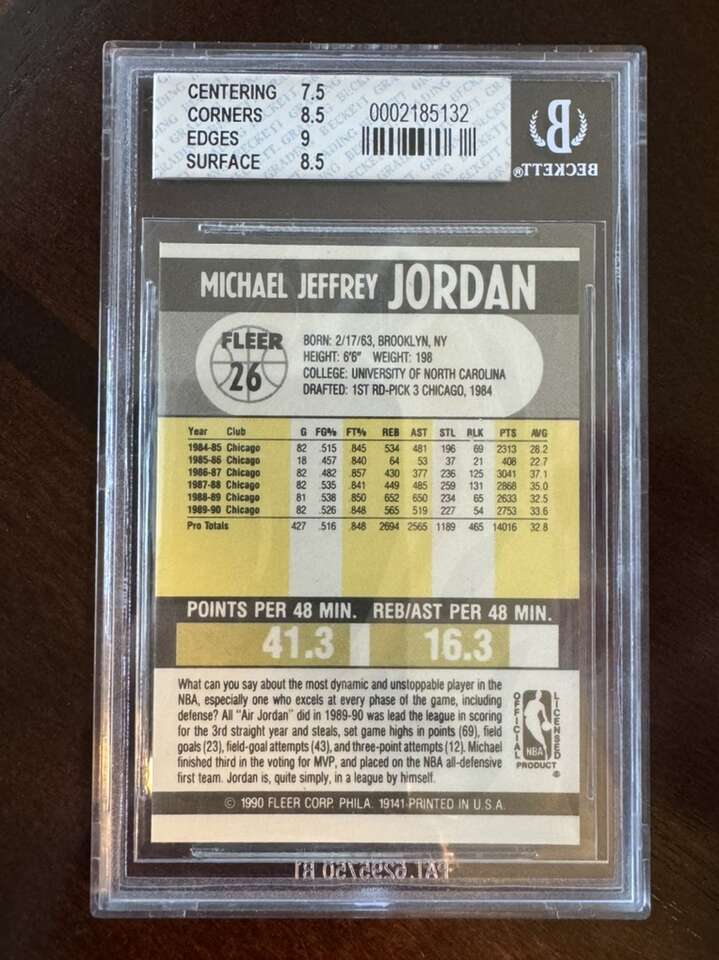 CENTERING 7.5
CORNERS 8.5
EDGES 9
SURFACE 8.5
0002185132
B
BECKETT®
MICHAEL JEFFREY JORDAN
FLEER
26
BORN: 2/17/63, BROOKLYN, NY
HEIGHT: 6'6" WEIGHT: 198
COLLEGE: UNIVERSITY OF NORTH CAROLINA
DRAFTED: 1ST RD-PICK 3 CHICAGO, 1984
Year Club G FG% FT% REB AST STL BLK PTS AVG
1984-85 Chicago 82 .515 .845 534 481 196 69 2313 28.2
1985-86 Chicago 18 .457 .840 64 53 37 21 408 22.7
1986-87 Chicago 82 .482 .857 430 377 236 125 3041 37.1
1987-88 Chicago 82 .535 .841 449 485 259 131 2868 35.0
1988-89 Chicago 81 .538 .850 652 650 234 65 2633 32.5
1989-90 Chicago 82 .526 .848 565 519 227 54 2753 33.6
Pro Totals 427 .516 .848 2694 2565 1189 465 14016 32.8
POINTS PER 48 MIN. REB/AST PER 48 MIN.
41.3 16.3
What can you say about the most dynamic and unstoppable player in the
NBA, especially one who excels at every phase of the game, including
defense? All "Air Jordan" did in 1989-90 was lead the league in scoring
for the 3rd straight year and steals, set game highs in points (69), field
goals (23), field-goal attempts (43), and three-point attempts (12). Michael
finished third in the voting for MVP, and placed on the NBA all-defensive
first team. Jordan is, quite simply, in a league by himself.
OFFICIAL LICENSED
NBA
PRODUCT ®
© 1990 FLEER CORP. PHILA. 19141 PRINTED IN U.S.A.